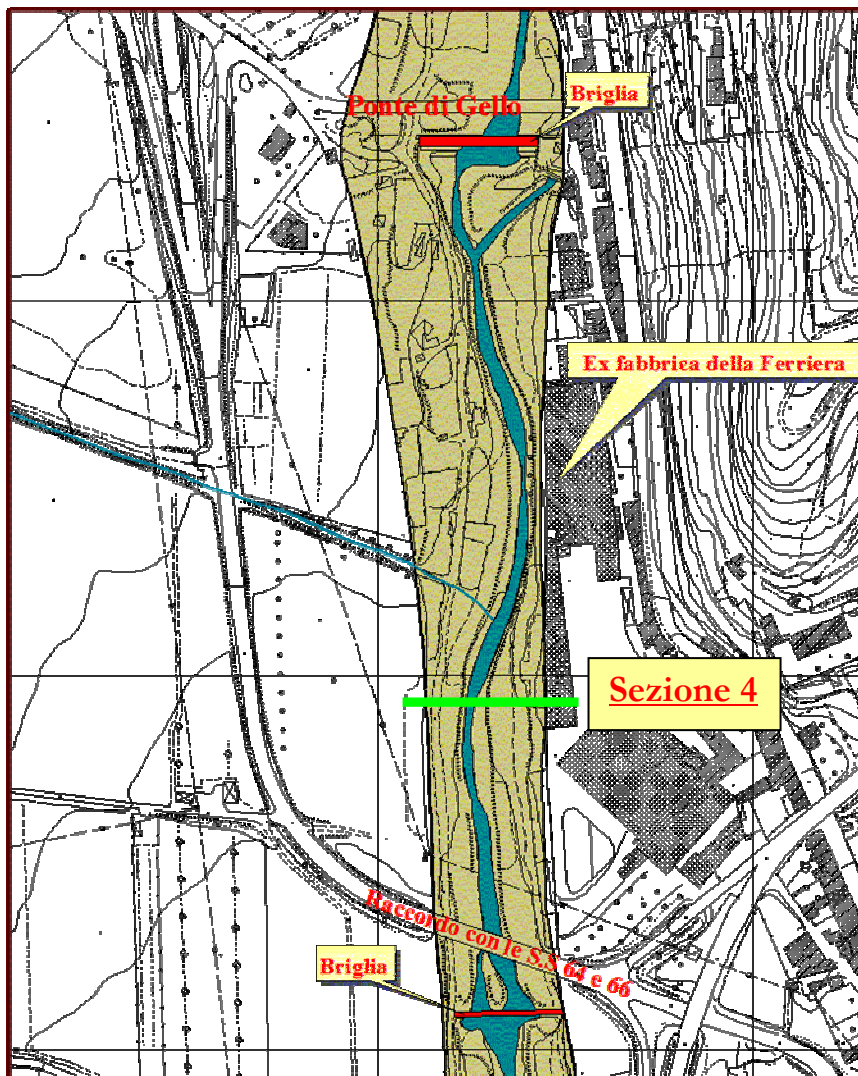 Briglia
Ponte di Gello
Ex fabbrica della Ferriera
Sezione 4
Raccordo con le S.S 64 e 66
Briglia